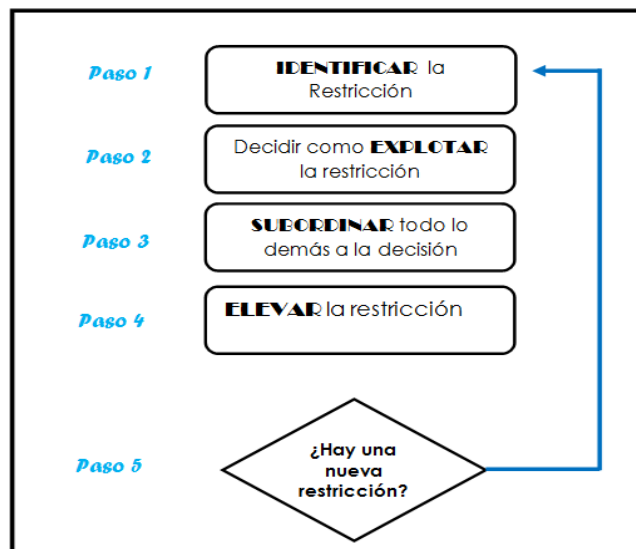 Paso 1
IDENTIFICAR la
Restricción
Paso 2
Decidir como EXPLOTAR
la restricción
Paso 3
SUBORDINAR todo lo
demás a la decisión
Paso 4
ELEVAR la restricción
Paso 5
¿Hay una
nueva
restricción?